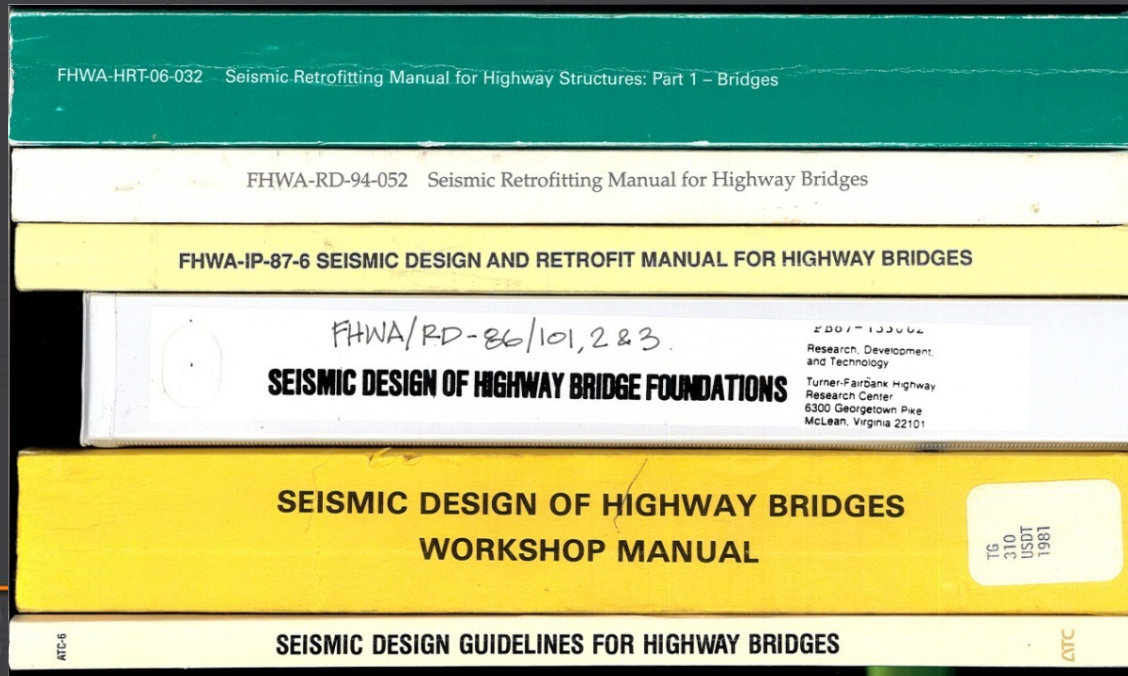 FHWA-HRT-06-032 Seismic Retrofitting Manual for Highway Structures: Part 1 – Bridges
FHWA-RD-94-052 Seismic Retrofitting Manual for Highway Bridges
FHWA-IP-87-6 SEISMIC DESIGN AND RETROFIT MANUAL FOR HIGHWAY BRIDGES
FHWA/RD-86/101, 2 & 3.
SEISMIC DESIGN OF HIGHWAY BRIDGE FOUNDATIONS
Research, Development,
and Technology
Turner-Fairbank Highway
Research Center
6300 Georgetown Pike
McLean, Virginia 22101
SEISMIC DESIGN OF HIGHWAY BRIDGES
WORKSHOP MANUAL
TG
310
USDT
1981
ATC-6
SEISMIC DESIGN GUIDELINES FOR HIGHWAY BRIDGES
ATC